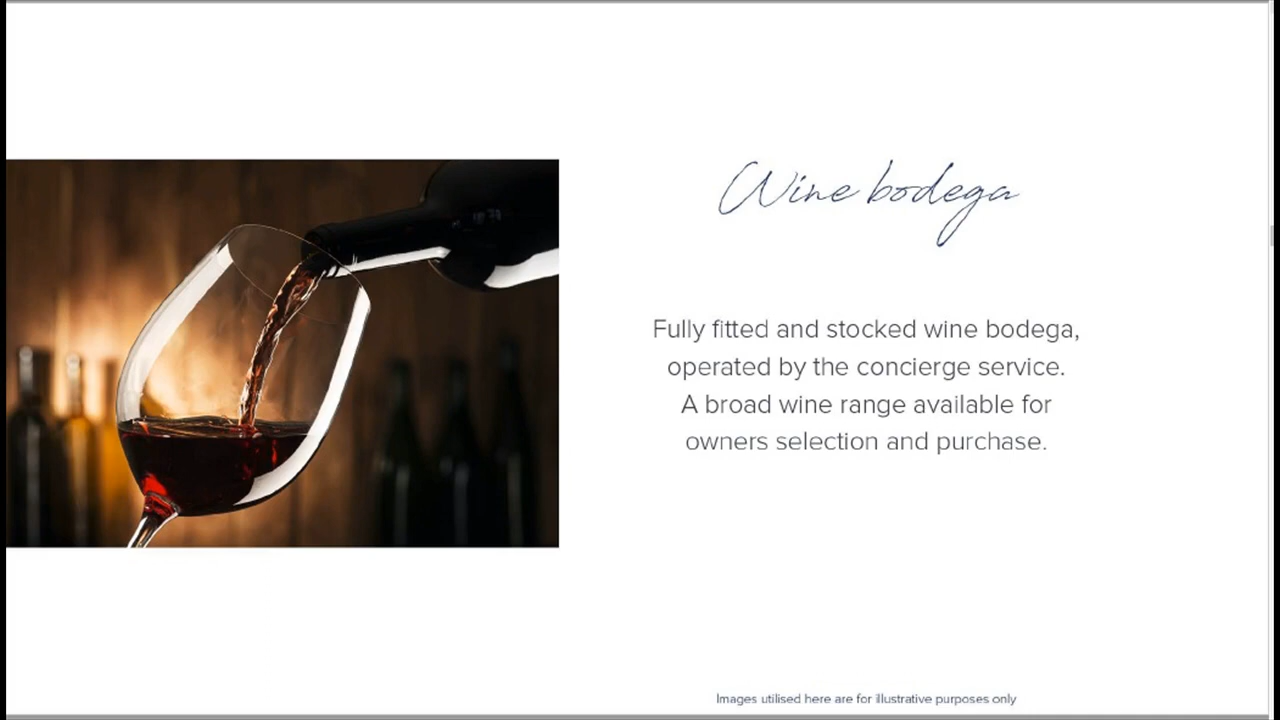 Wine bodega
Fully fitted and stocked wine bodega,
operated by the concierge service.
A broad wine range available for
owners selection and purchase.
Images utilised here are for illustrative purposes only